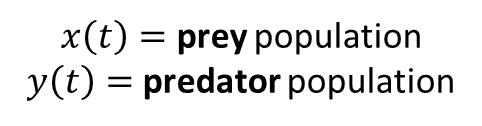 x(t) = prey population
y(t) = predator population